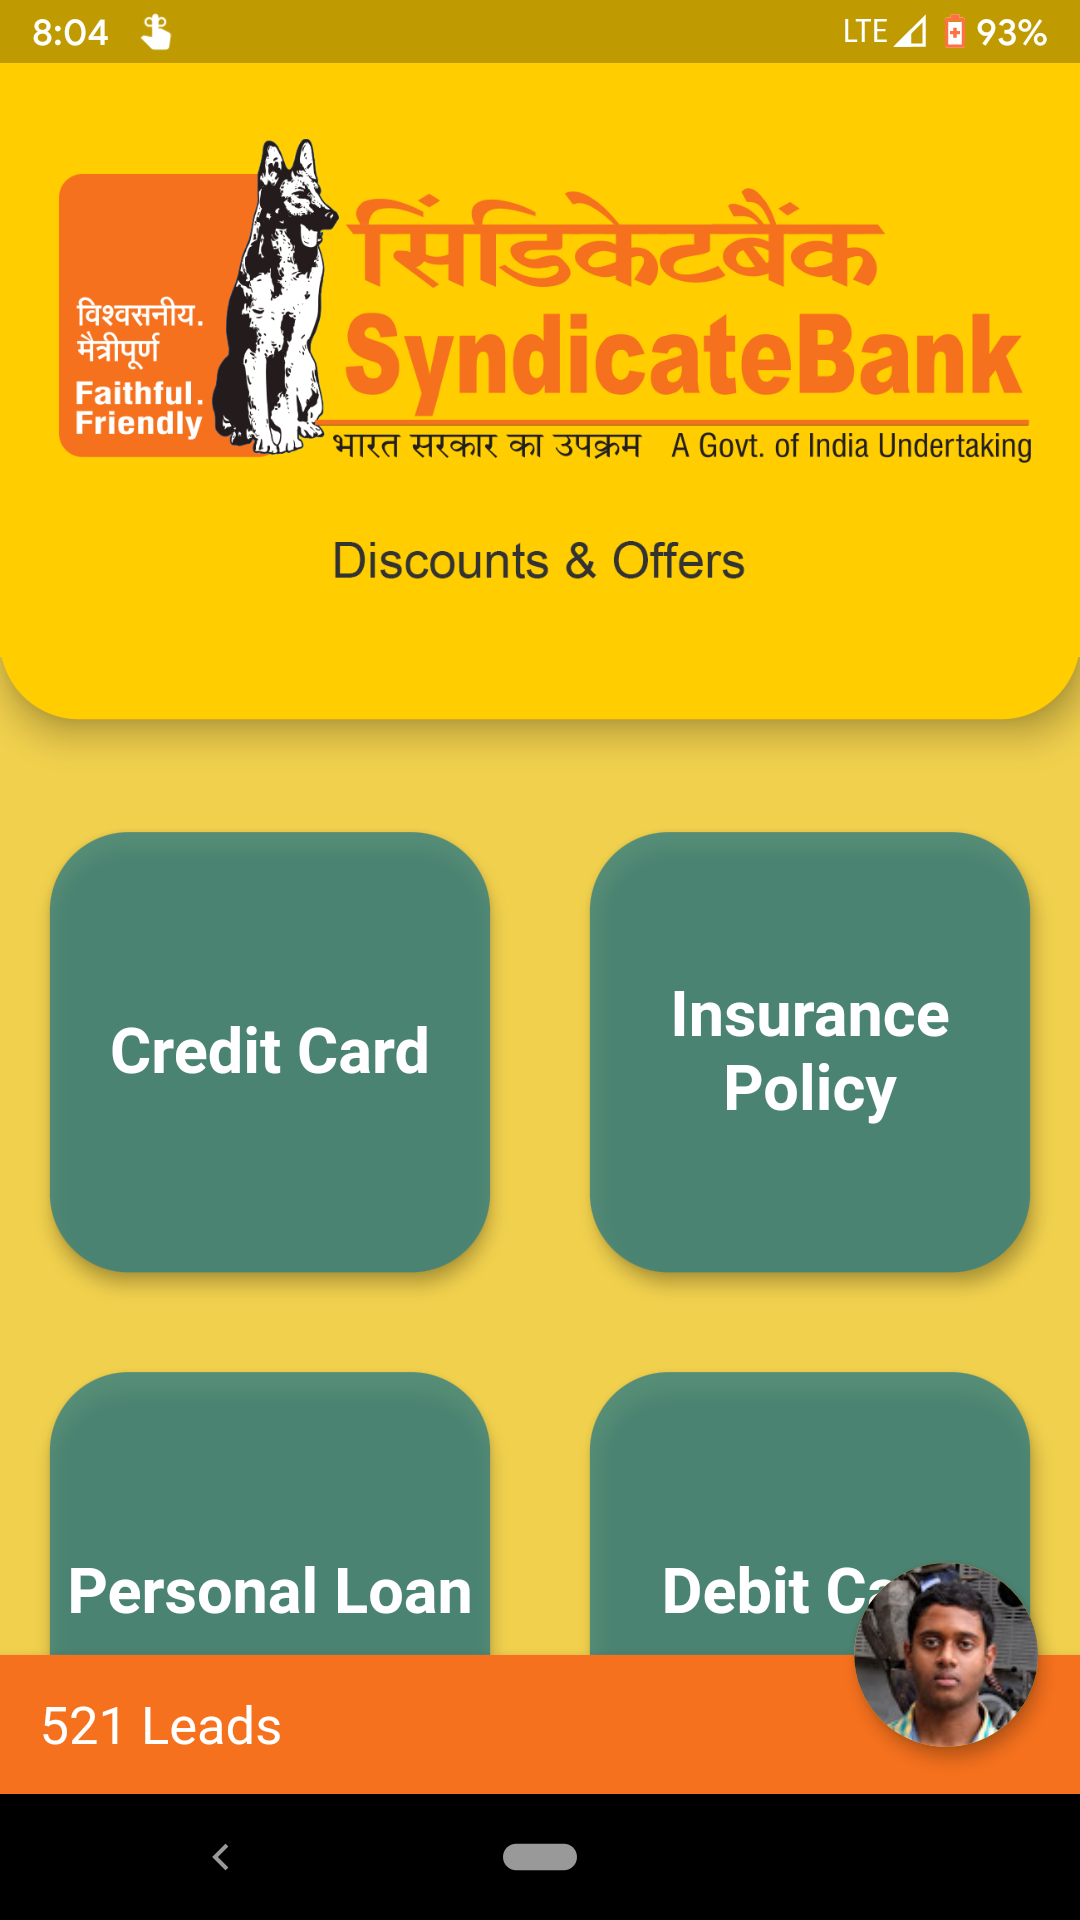 8:04
LTE 93%
सिंडिकेटबैंक
विश्वसनीय.
मैत्रीपूर्ण
SyndicateBank
Faithful.
Friendly
भारत सरकार का उपक्रम A Govt. of India Undertaking
Discounts & Offers
Credit Card
Insurance
Policy
Personal Loan
Debit Ca
521 Leads